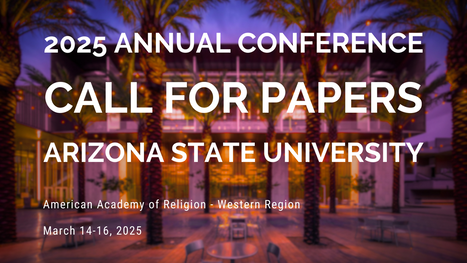 2025 ANNUAL CONFERENCE
CALL FOR PAPERS
ARIZONA STATE UNIVERSITY
American Academy of Religion - Western Region
March 14-16, 2025